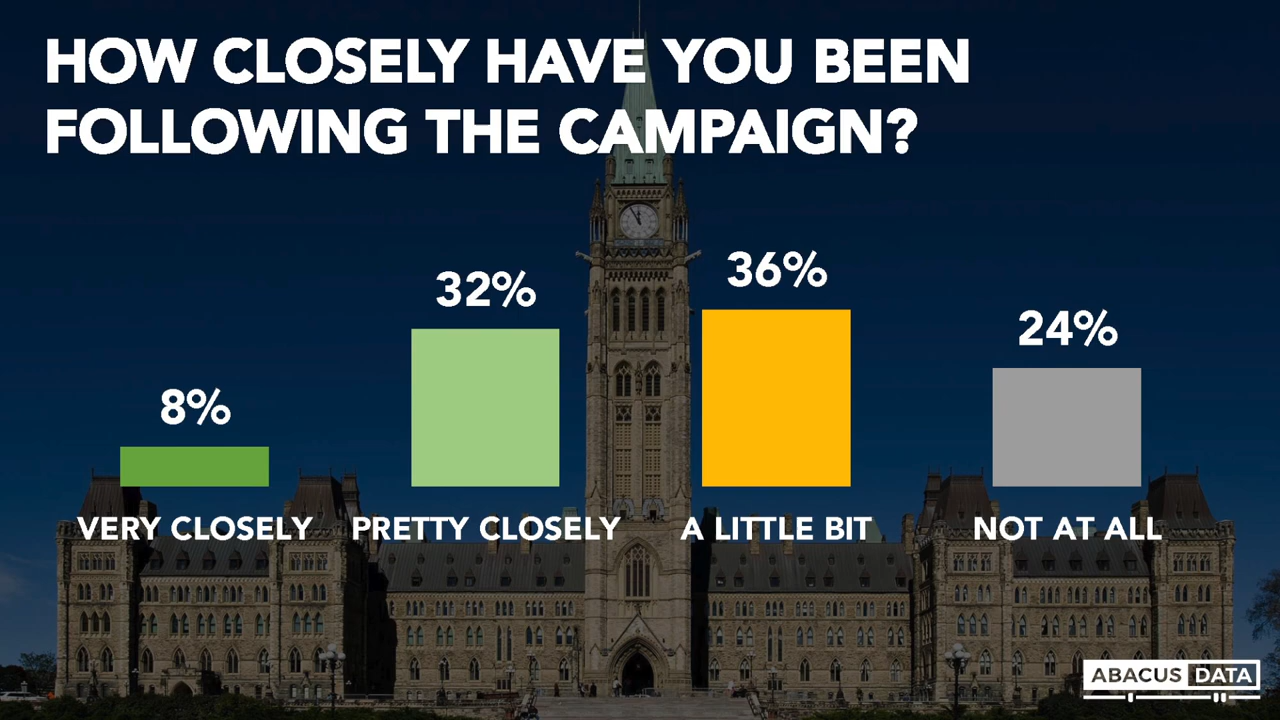 HOW CLOSELY HAVE YOU BEEN
FOLLOWING THE CAMPAIGN?
8%
32%
36%
24%
VERY CLOSELY
PRETTY CLOSELY
A LITTLE BIT
NOT AT ALL
ABACUS DATA